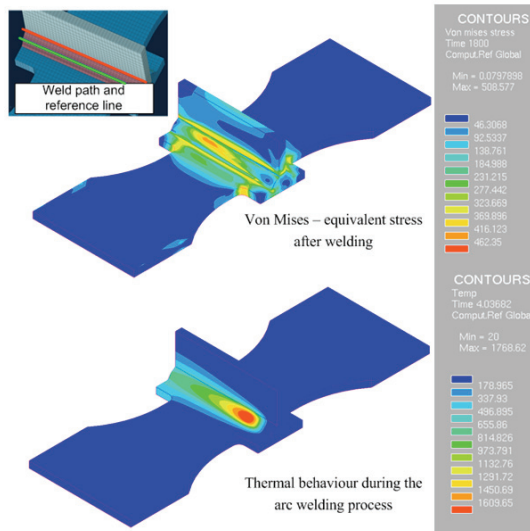 Weld path and
reference line
Von Mises – equivalent stress
after welding
CONTOURS
Von mises stress
Time 1800
Comput.Ref Global
Min = 0.0797898
Max = 508.577
46.3068
92.5337
138.761
184.988
231.215
277.442
323.669
369.896
416.123
462.35
Thermal behaviour during the
arc welding process
CONTOURS
Temp
Time 4.03682
Comput.Ref Global
Min = 20
Max = 1768.62
178.965
337.93
496.895
655.86
814.826
973.791
1132.76
1291.72
1450.69
1609.65